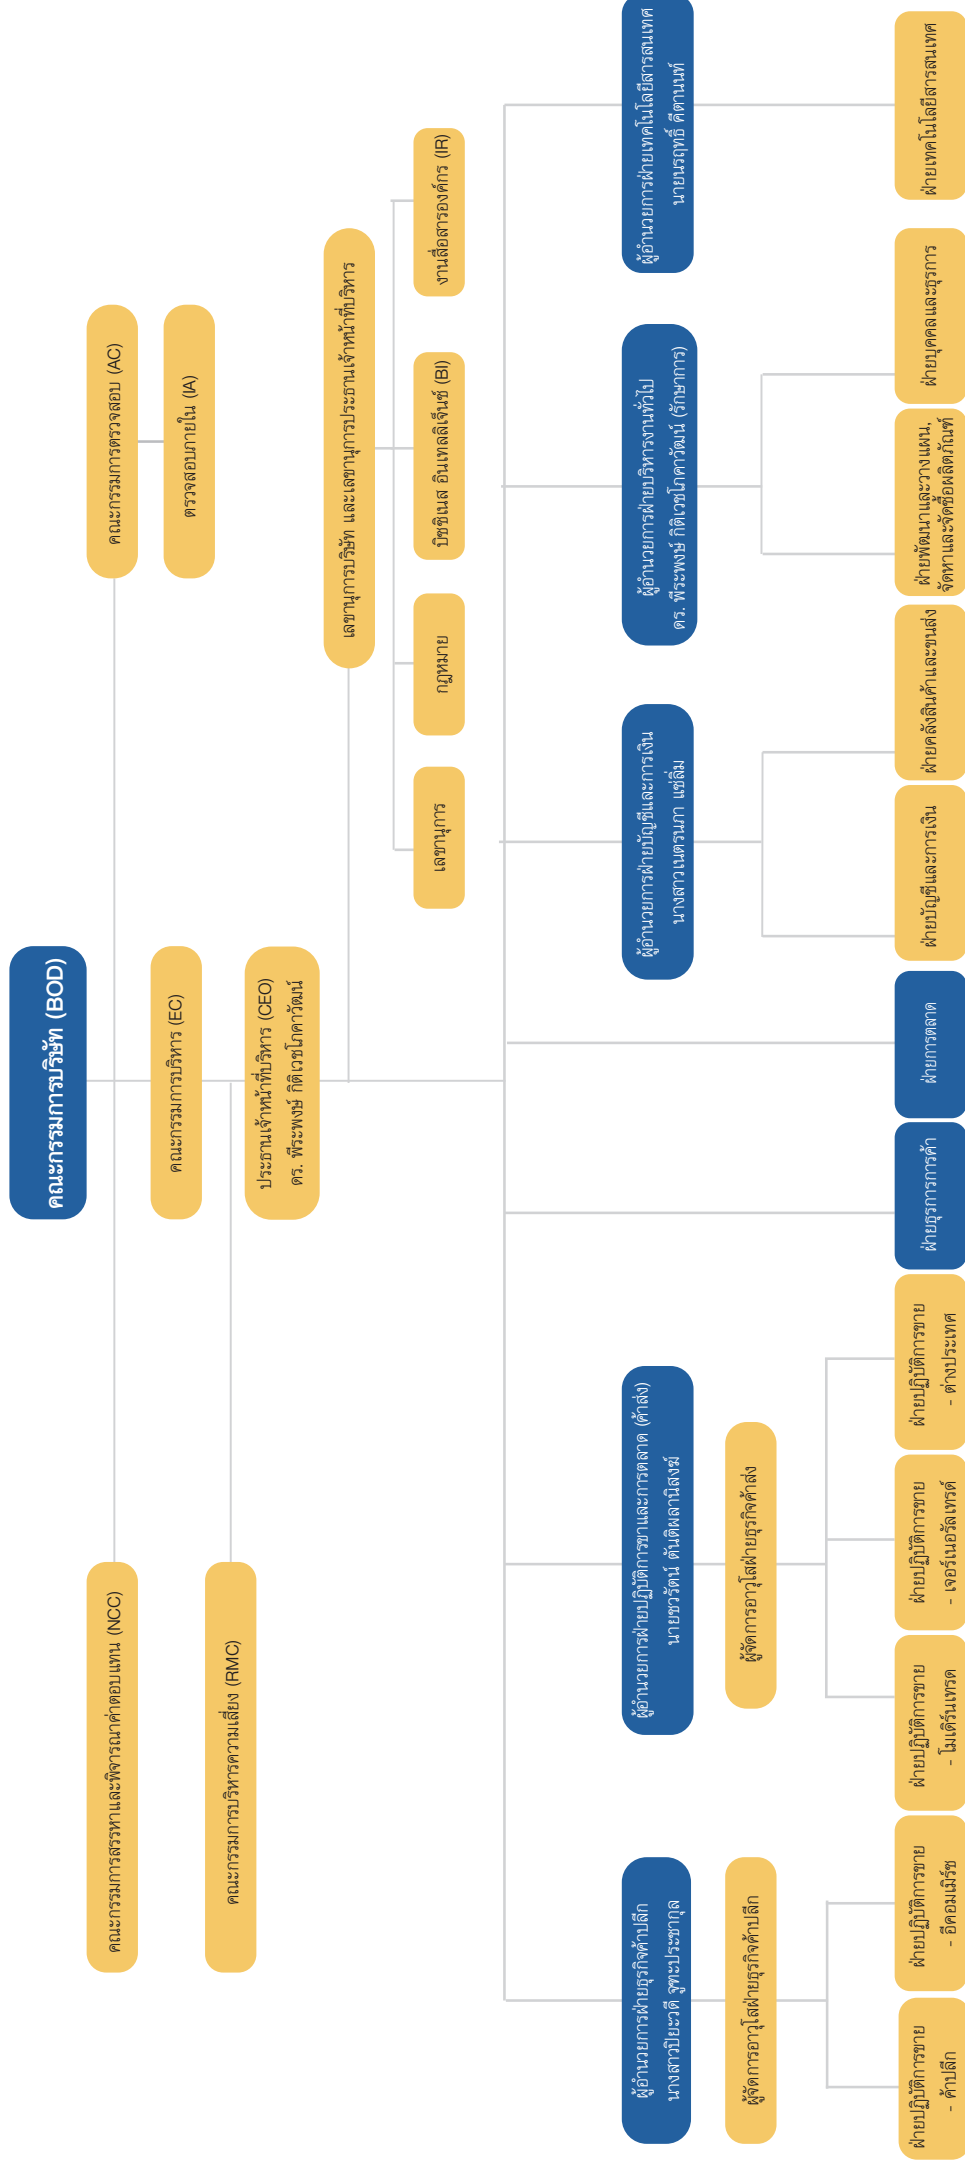 คณะกรรมการบริษัท (BOD)
คณะกรรมการสรรหาและพิจารณาค่าตอบแทน (NCC)
คณะกรรมการตรวจสอบ (AC)
ตรวจสอบภายใน (IA)
คณะกรรมการบริหาร (EC)
คณะกรรมการบริหารความเสี่ยง (RMC)
ประธานเจ้าหน้าที่บริหาร (CEO)
ดร. พีระพงษ์ กิติเวชโภคาวัฒน์
เลขานุการบริษัท และเลขานุการประธานเจ้าหน้าที่บริหาร
เลขานุการ
กฎหมาย
บิซซิเนส อินเทลลิเจ็นซ์ (BI)
งานสื่อสารองค์กร (IR)
ผู้อำนวยการฝ่ายธุรกิจค้าปลีก
นางสาวปิยะวดี จูฑะประชากุล
ผู้อำนวยการฝ่ายปฏิบัติการขาและการตลาด (ค้าส่ง)
นายชวรัตน์ ตันติผลานิสงฆ์
ผู้อำนวยการฝ่ายบัญชีและการเงิน
นางสาวเนตรนภา แซ่ลิ่ม
ผู้อำนวยการฝ่ายบริหารงานทั่วไป
ดร. พีระพงษ์ กิติเวชโภคาวัฒน์ (รักษาการ)
ผู้อำนวยการฝ่ายเทคโนโลยีสารสนเทศ
นายนรฤทธิ์ คีตานนท์
ผู้จัดการอาวุโสฝ่ายธุรกิจค้าปลีก
ผู้จัดการอาวุโสฝ่ายธุรกิจค้าส่ง
ฝ่ายปฏิบัติการขาย
- ค้าปลีก
ฝ่ายปฏิบัติการขาย
- อีคอมเมิร์ซ
ฝ่ายปฏิบัติการขาย
- โมเดิร์นเทรด
ฝ่ายปฏิบัติการขาย
- เจอร์เนอรัลเทรด์
ฝ่ายปฏิบัติการขาย
- ต่างประเทศ
ฝ่ายธุรการการค้า
ฝ่ายการตลาด
ฝ่ายบัญชีและการเงิน
ฝ่ายคลังสินค้าและขนส่ง
ฝ่ายพัฒนาและวางแผน,
จัดหาและจัดซื้อผลิตภัณฑ์
ฝ่ายบุคคลและธุรการ
ฝ่ายเทคโนโลยีสารสนเทศ